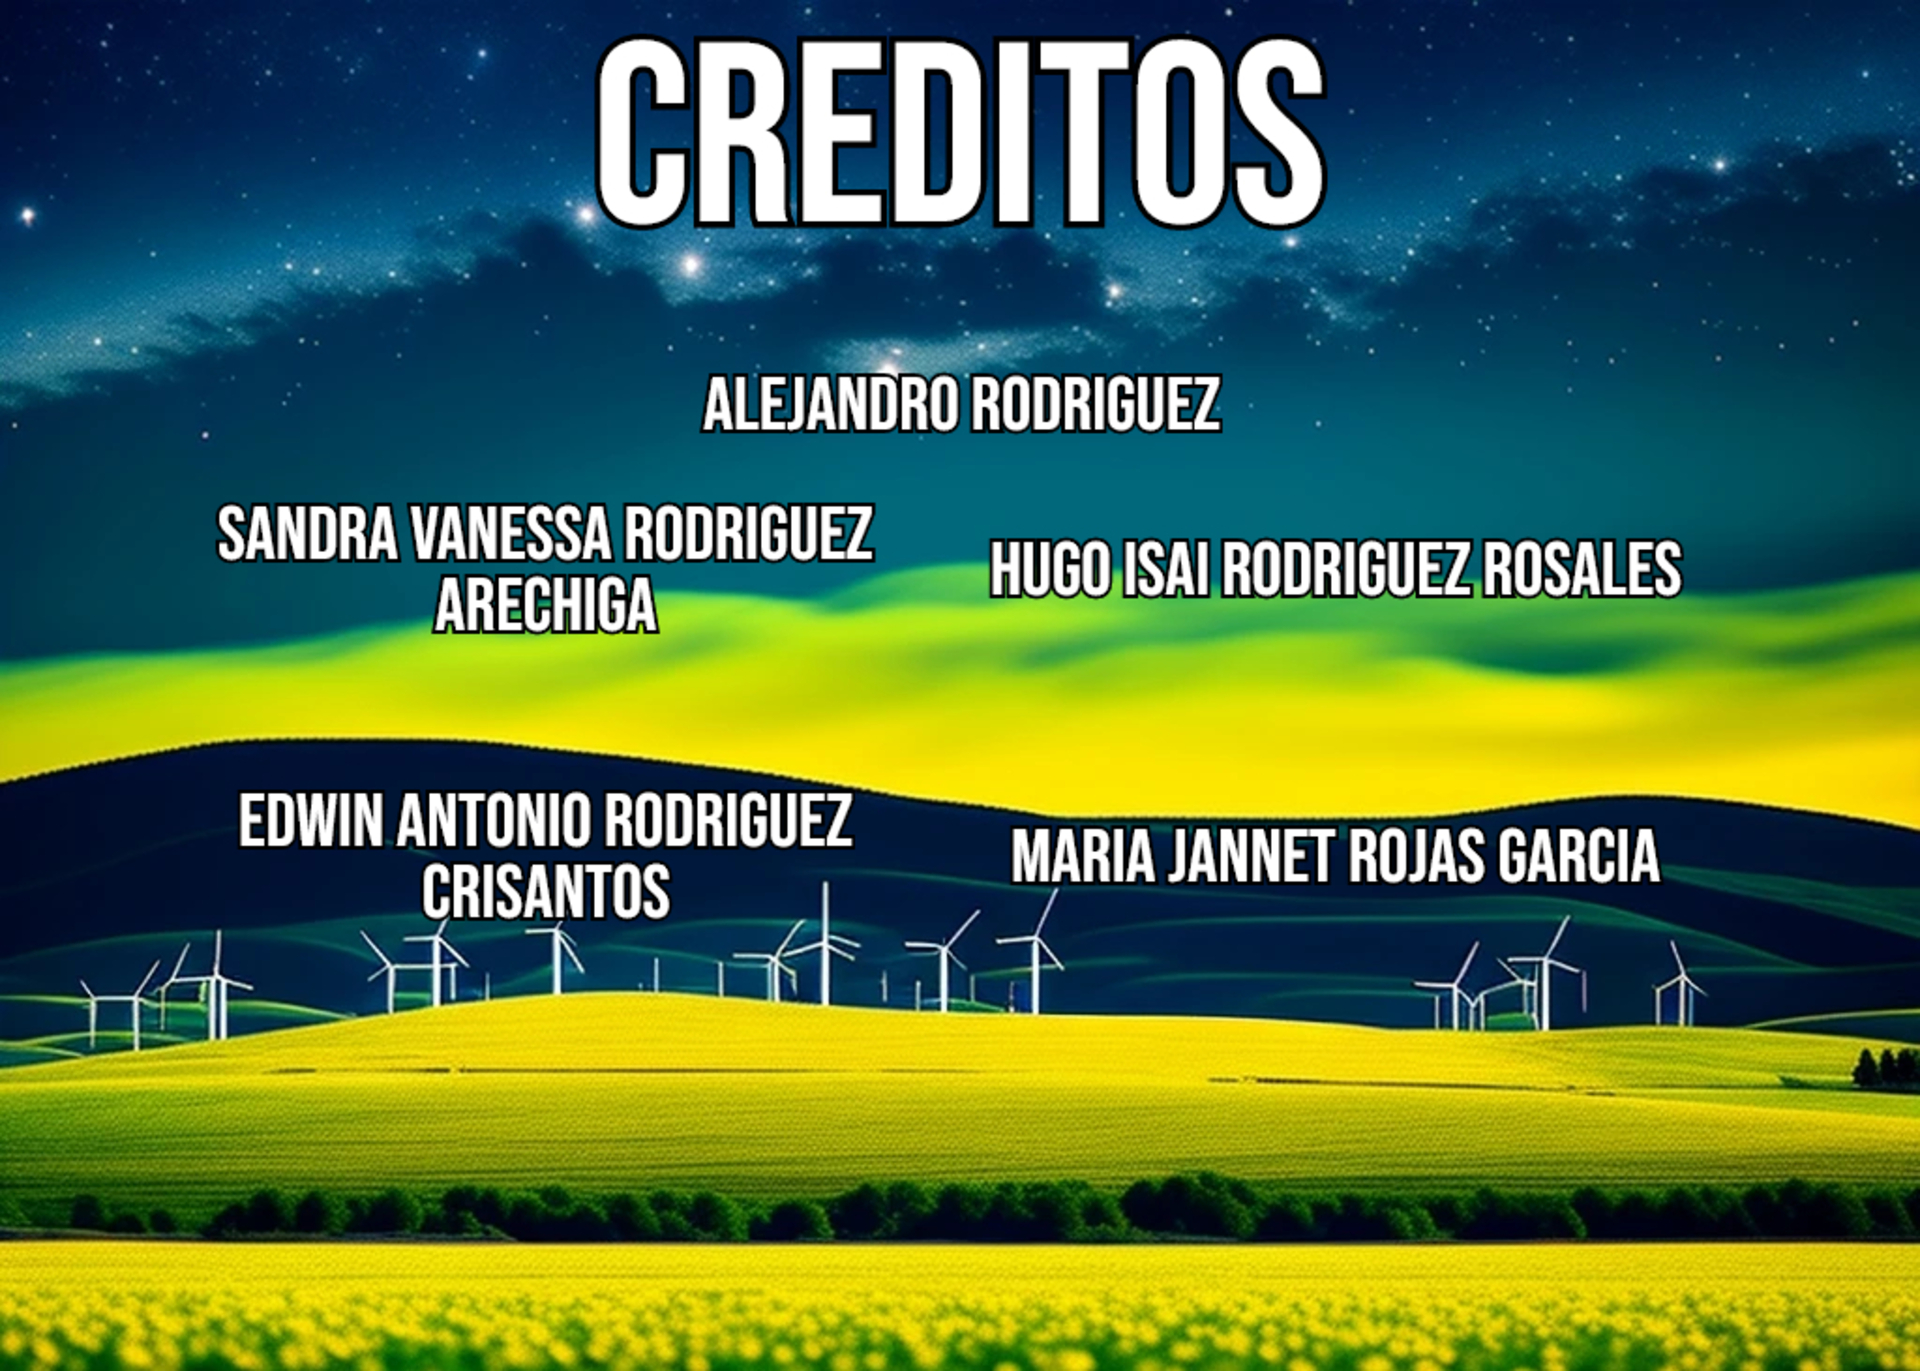 CREDITOS
ALEJANDRO RODRIGUEZ
SANDRA VANESSA RODRIGUEZ
ARECHIGA
HUGO ISAI RODRIGUEZ ROSALES
EDWIN ANTONIO RODRIGUEZ
CRISANTOS
MARIA JANNET ROJAS GARCIA